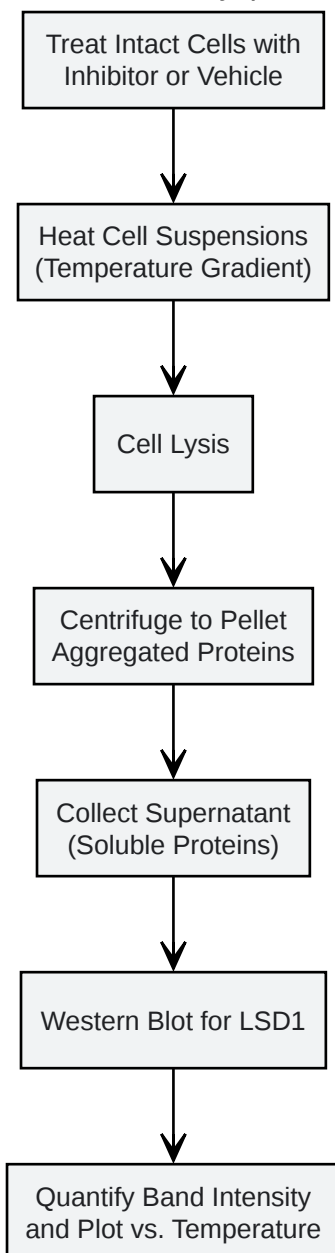 Treat Intact Cells with
Inhibitor or Vehicle
Heat Cell Suspensions
(Temperature Gradient)
Cell Lysis
Centrifuge to Pellet
Aggregated Proteins
Collect Supernatant
(Soluble Proteins)
Western Blot for LSD1
Quantify Band Intensity
and Plot vs. Temperature